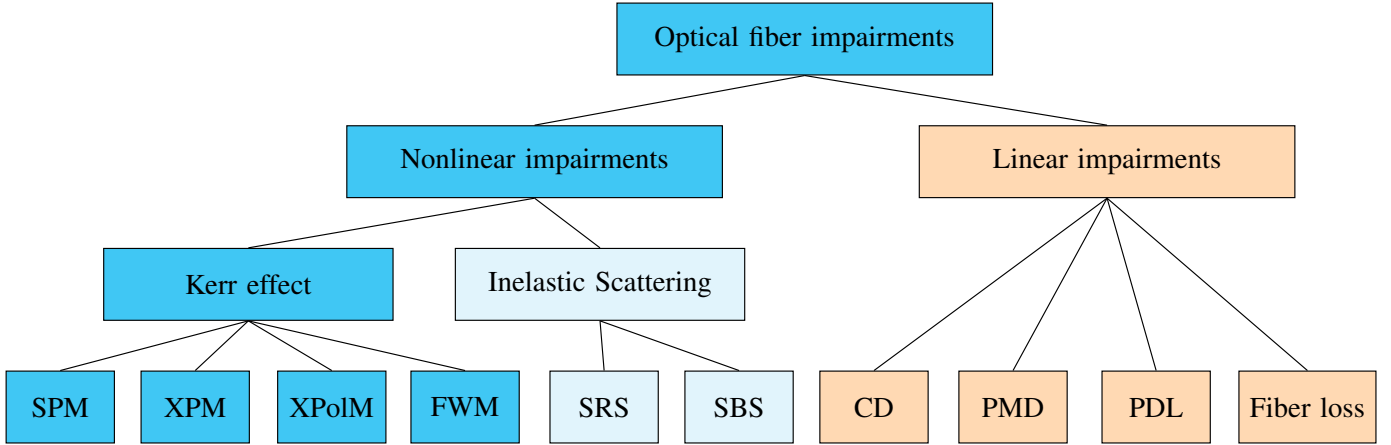 Optical fiber impairments
Nonlinear impairments
Linear impairments
Kerr effect
Inelastic Scattering
SPM
XPM
XPolM
FWM
SRS
SBS
CD
PMD
PDL
Fiber loss